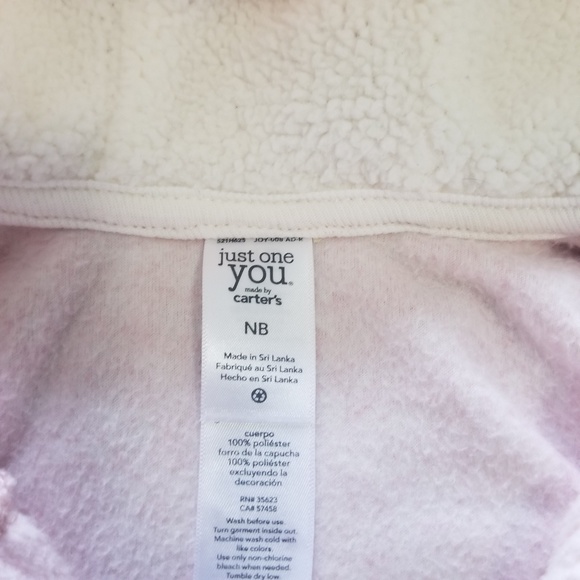 just one
you.
made by
carter's
NB
Made in Sri Lanka
Fabriqué au Sri Lanka
Hecho en Sri Lanka
cuerpo
100% poliéster
forro de la capucha
100% poliéster
excluyendo la
decoración
RN# 35623
CA# 57458
Wash before use.
Turn garment inside out.
Machine wash cold with
like colors.
Use only non-chlorine
bleach when needed.
Tumble dry low.